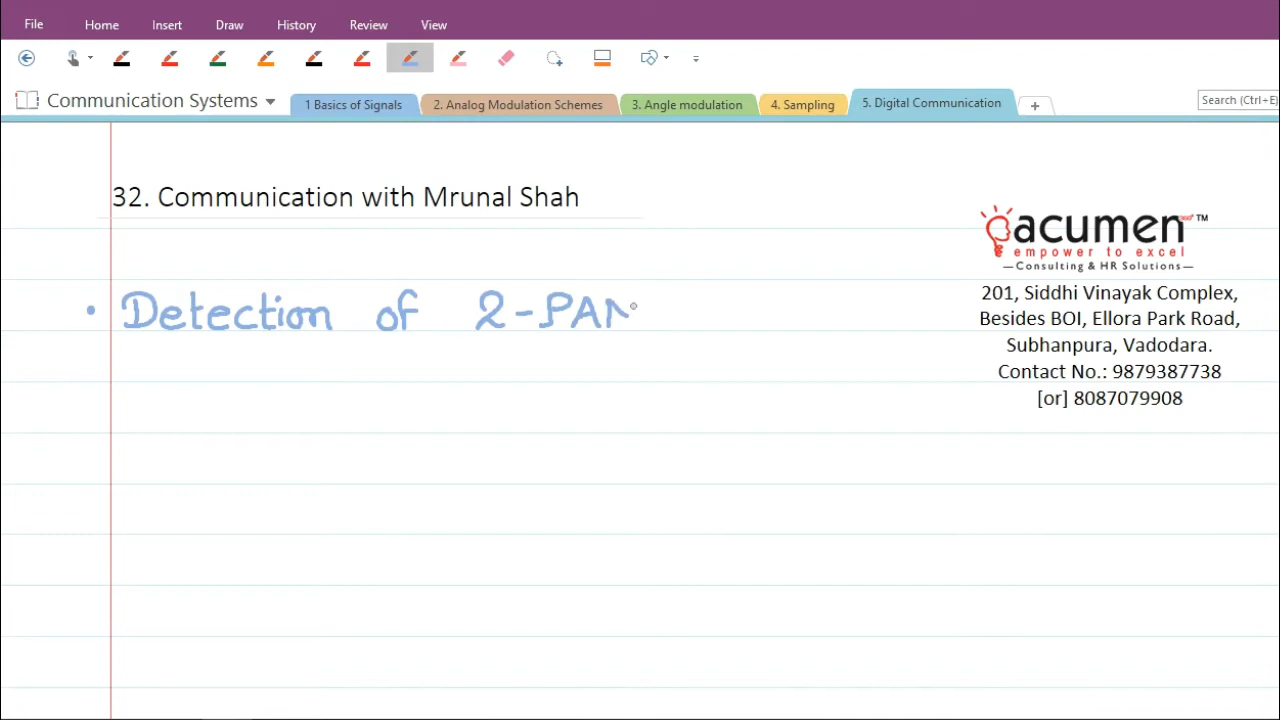 File Home Insert Draw History Review View
Communication Systems 1 Basics of Signals 2. Analog Modulation Schemes 3. Angle modulation 4. Sampling 5. Digital Communication + Search (Ctrl+E)
32. Communication with Mrunal Shah
acumen 360° ™
empower to excel
Consulting & HR Solutions
201, Siddhi Vinayak Complex,
Besides BOI, Ellora Park Road,
Subhanpura, Vadodara.
Contact No.: 9879387738
[or] 8087079908
• Detection of 2-PAM